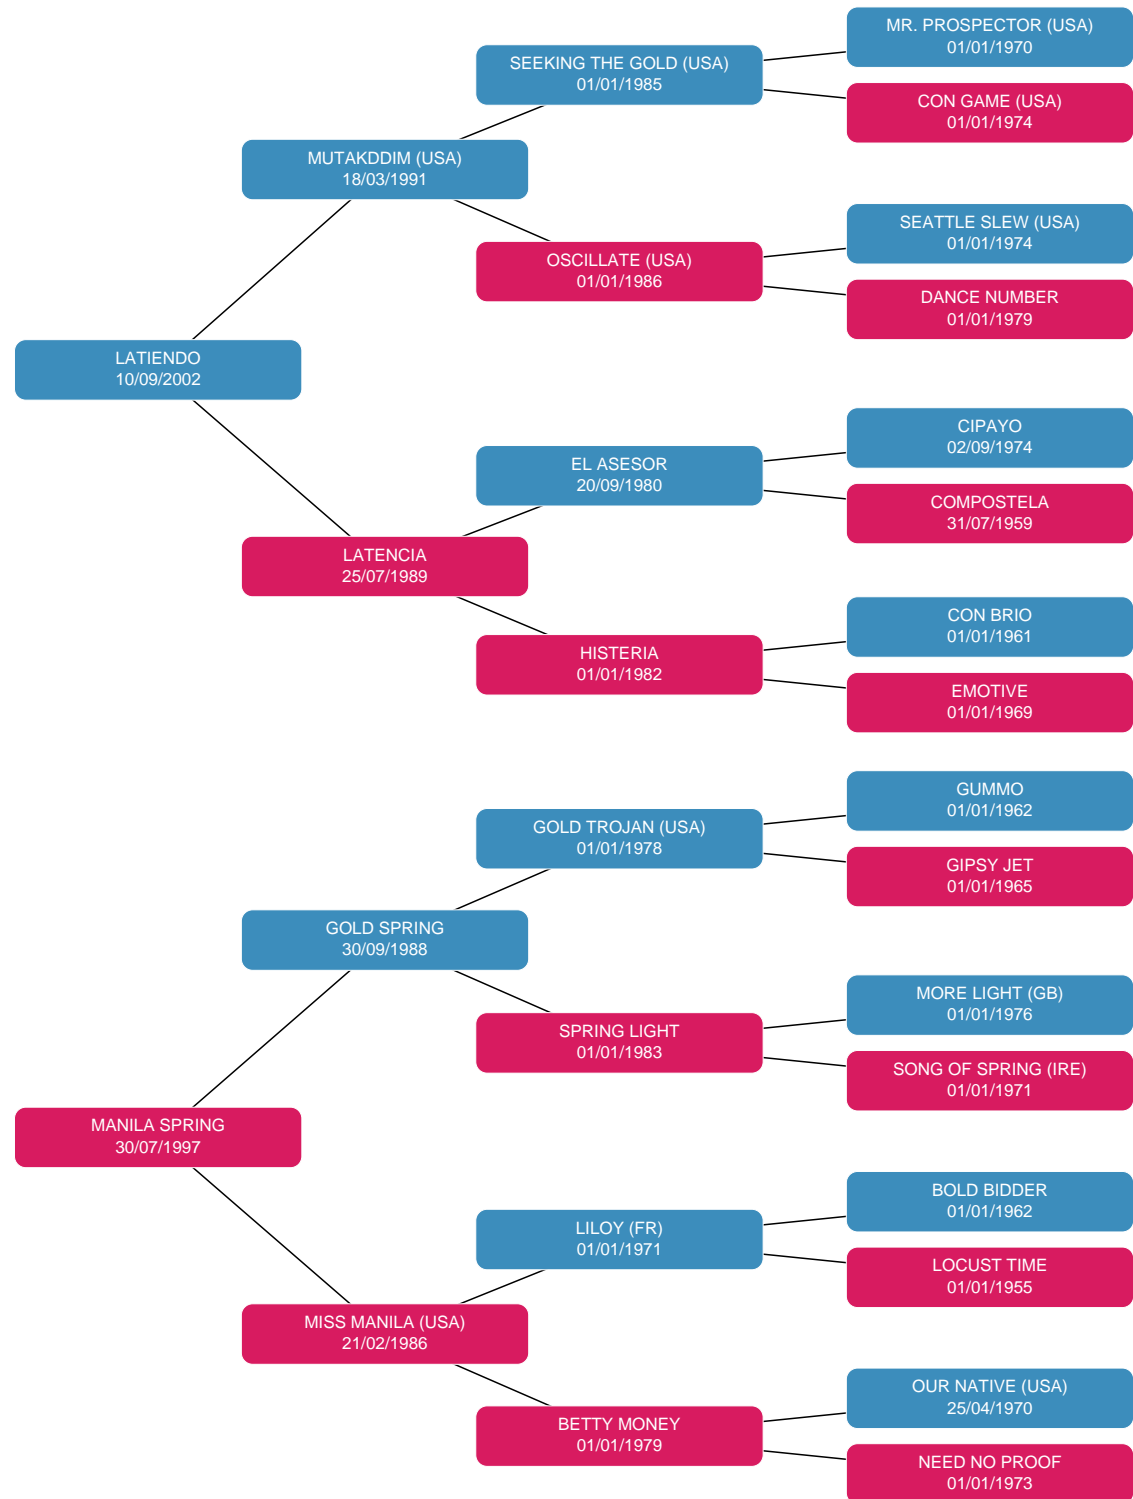 MR. PROSPECTOR (USA)
01/01/1970
SEEKING THE GOLD (USA)
01/01/1985
CON GAME (USA)
01/01/1974
MUTAKDDIM (USA)
18/03/1991
SEATTLE SLEW (USA)
01/01/1974
OSCILLATE (USA)
01/01/1986
DANCE NUMBER
01/01/1979
LATIENDO
10/09/2002
CIPAYO
02/09/1974
EL ASESOR
20/09/1980
COMPOSTELA
31/07/1959
LATENCIA
25/07/1989
CON BRIO
01/01/1961
HISTERIA
01/01/1982
EMOTIVE
01/01/1969
GUMMO
01/01/1962
GOLD TROJAN (USA)
01/01/1978
GIPSY JET
01/01/1965
GOLD SPRING
30/09/1988
MORE LIGHT (GB)
01/01/1976
SPRING LIGHT
01/01/1983
SONG OF SPRING (IRE)
01/01/1971
MANILA SPRING
30/07/1997
BOLD BIDDER
01/01/1962
LILOY (FR)
01/01/1971
LOCUST TIME
01/01/1955
MISS MANILA (USA)
21/02/1986
OUR NATIVE (USA)
25/04/1970
BETTY MONEY
01/01/1979
NEED NO PROOF
01/01/1973